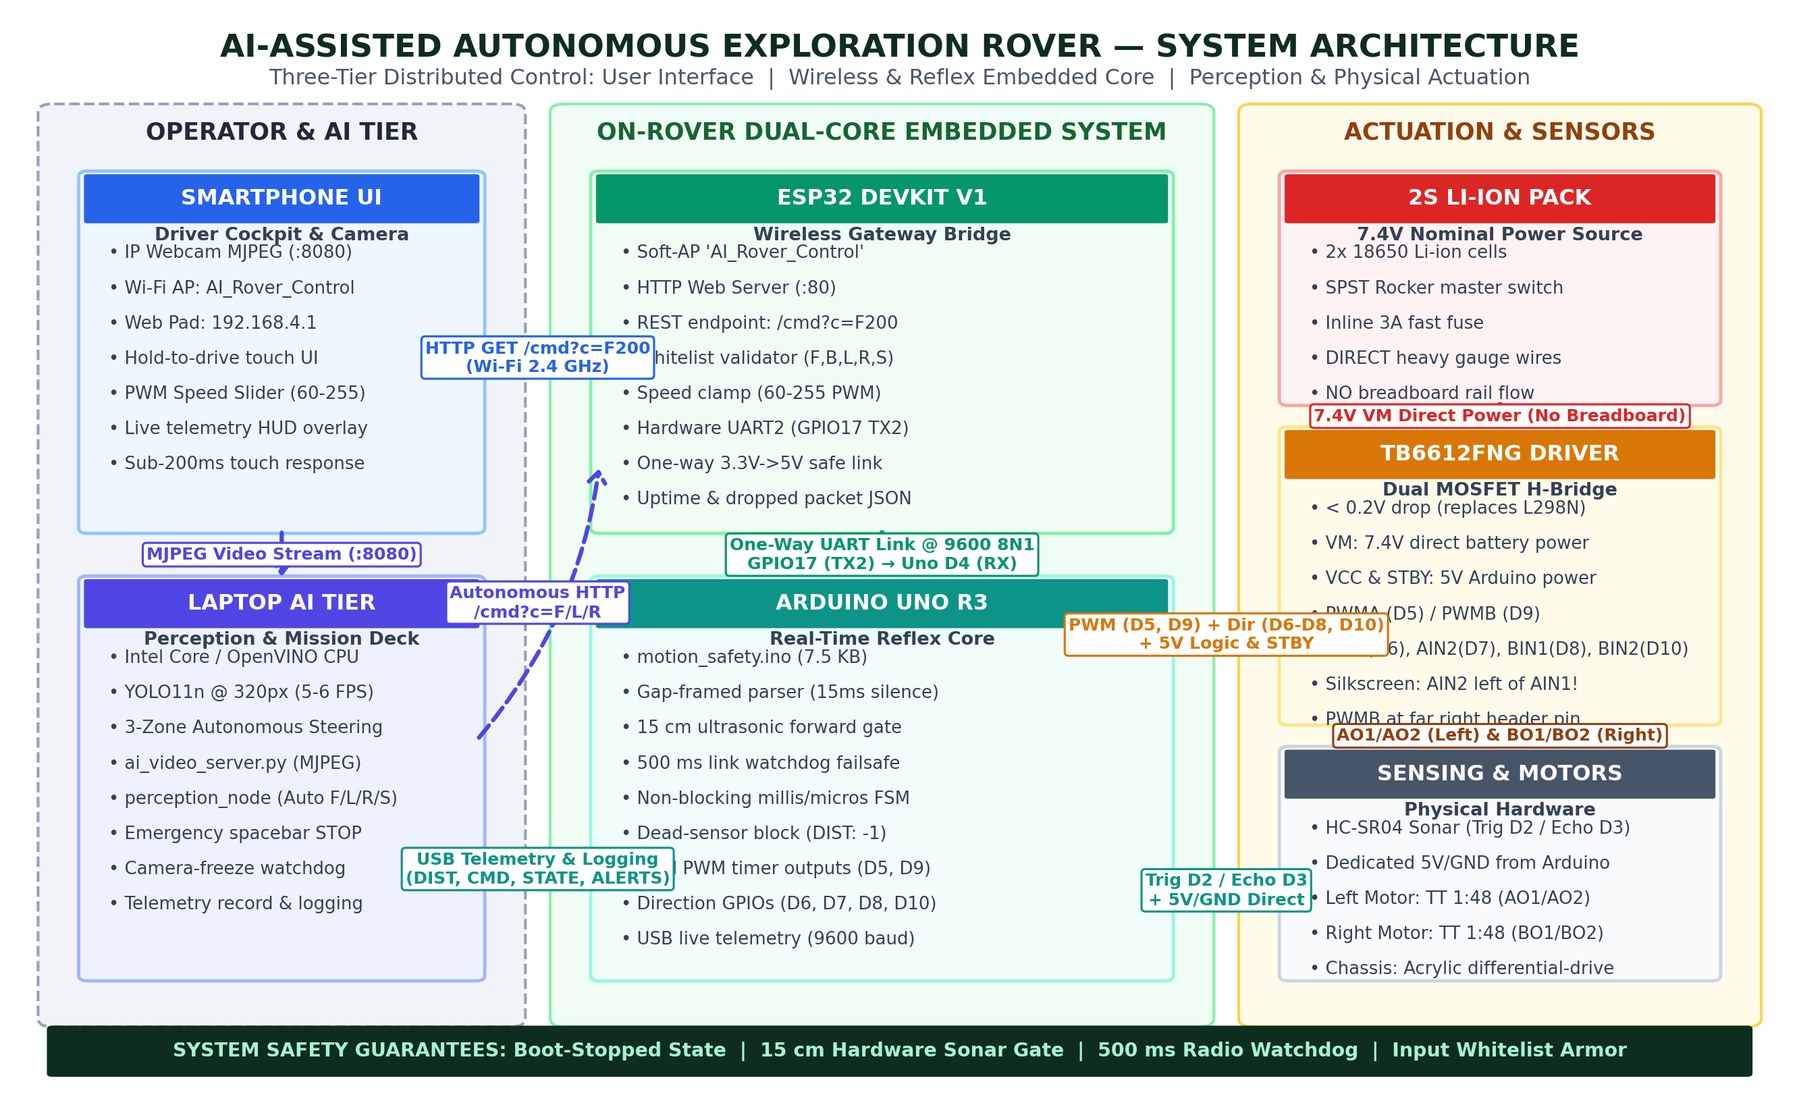 AI-ASSISTED AUTONOMOUS EXPLORATION ROVER — SYSTEM ARCHITECTURE
Three-Tier Distributed Control: User Interface | Wireless & Reflex Embedded Core | Perception & Physical Actuation
OPERATOR & AI TIER
SMARTPHONE UI
Driver Cockpit & Camera
• IP Webcam MJPEG (:8080)
• Wi-Fi AP: AI_Rover_Control
• Web Pad: 192.168.4.1
• Hold-to-drive touch UI
• PWM Speed Slider (60-255)
• Live telemetry HUD overlay
• Sub-200ms touch response
MJPEG Video Stream (:8080)
LAPTOP AI TIER
Perception & Mission Deck
• Intel Core / OpenVINO CPU
• YOLO11n @ 320px (5-6 FPS)
• 3-Zone Autonomous Steering
• ai_video_server.py (MJPEG)
• perception_node (Auto F/L/R/S)
• Emergency spacebar STOP
• Camera-freeze watchdog
• Telemetry record & logging
HTTP GET /cmd?c=F200
(Wi-Fi 2.4 GHz)
Autonomous HTTP
/cmd?c=F/L/R
USB Telemetry & Logging
(DIST, CMD, STATE, ALERTS)
ON-ROVER DUAL-CORE EMBEDDED SYSTEM
ESP32 DEVKIT V1
Wireless Gateway Bridge
• Soft-AP 'AI_Rover_Control'
• HTTP Web Server (:80)
• REST endpoint: /cmd?c=F200
hitelist validator (F,B,L,R,S)
• Speed clamp (60-255 PWM)
• Hardware UART2 (GPIO17 TX2)
• One-way 3.3V->5V safe link
• Uptime & dropped packet JSON
One-Way UART Link @ 9600 8N1
GPIO17 (TX2) → Uno D4 (RX)
ARDUINO UNO R3
Real-Time Reflex Core
• motion_safety.ino (7.5 KB)
• Gap-framed parser (15ms silence)
• 15 cm ultrasonic forward gate
• 500 ms link watchdog failsafe
• Non-blocking millis/micros FSM
• Dead-sensor block (DIST: -1)
PWM timer outputs (D5, D9)
• Direction GPIOs (D6, D7, D8, D10)
• USB live telemetry (9600 baud)
PWM (D5, D9) + Dir (D6-D8, D10)
+ 5V Logic & STBY
Trig D2 / Echo D3
+ 5V/GND Direct
ACTUATION & SENSORS
2S LI-ION PACK
7.4V Nominal Power Source
• 2x 18650 Li-ion cells
• SPST Rocker master switch
• Inline 3A fast fuse
• DIRECT heavy gauge wires
• NO breadboard rail flow
7.4V VM Direct Power (No Breadboard)
TB6612FNG DRIVER
Dual MOSFET H-Bridge
• < 0.2V drop (replaces L298N)
• VM: 7.4V direct battery power
• VCC & STBY: 5V Arduino power
• PWMA (D5) / PWMB (D9)
6), AIN2(D7), BIN1(D8), BIN2(D10)
• Silkscreen: AIN2 left of AIN1!
• PWMB at far right header pin
AO1/AO2 (Left) & BO1/BO2 (Right)
SENSING & MOTORS
Physical Hardware
• HC-SR04 Sonar (Trig D2 / Echo D3)
• Dedicated 5V/GND from Arduino
• Left Motor: TT 1:48 (AO1/AO2)
• Right Motor: TT 1:48 (BO1/BO2)
• Chassis: Acrylic differential-drive
SYSTEM SAFETY GUARANTEES: Boot-Stopped State | 15 cm Hardware Sonar Gate | 500 ms Radio Watchdog | Input Whitelist Armor